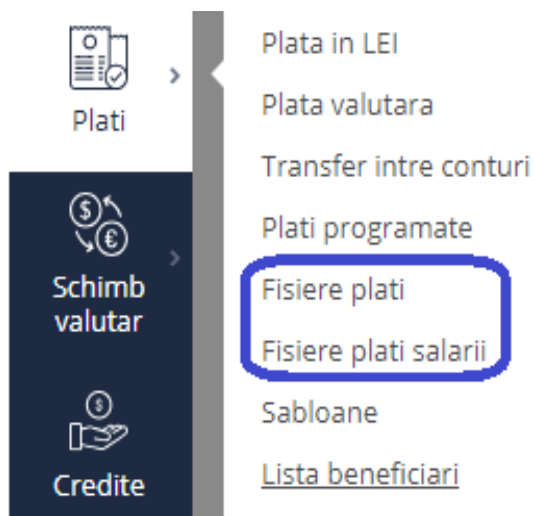 Plati
Schimb
valutar
Credite
Plata in LEI
Plata valutara
Transfer intre conturi
Plati programate
Fisiere plati
Fisiere plati salarii
Sabloane
Lista beneficiari